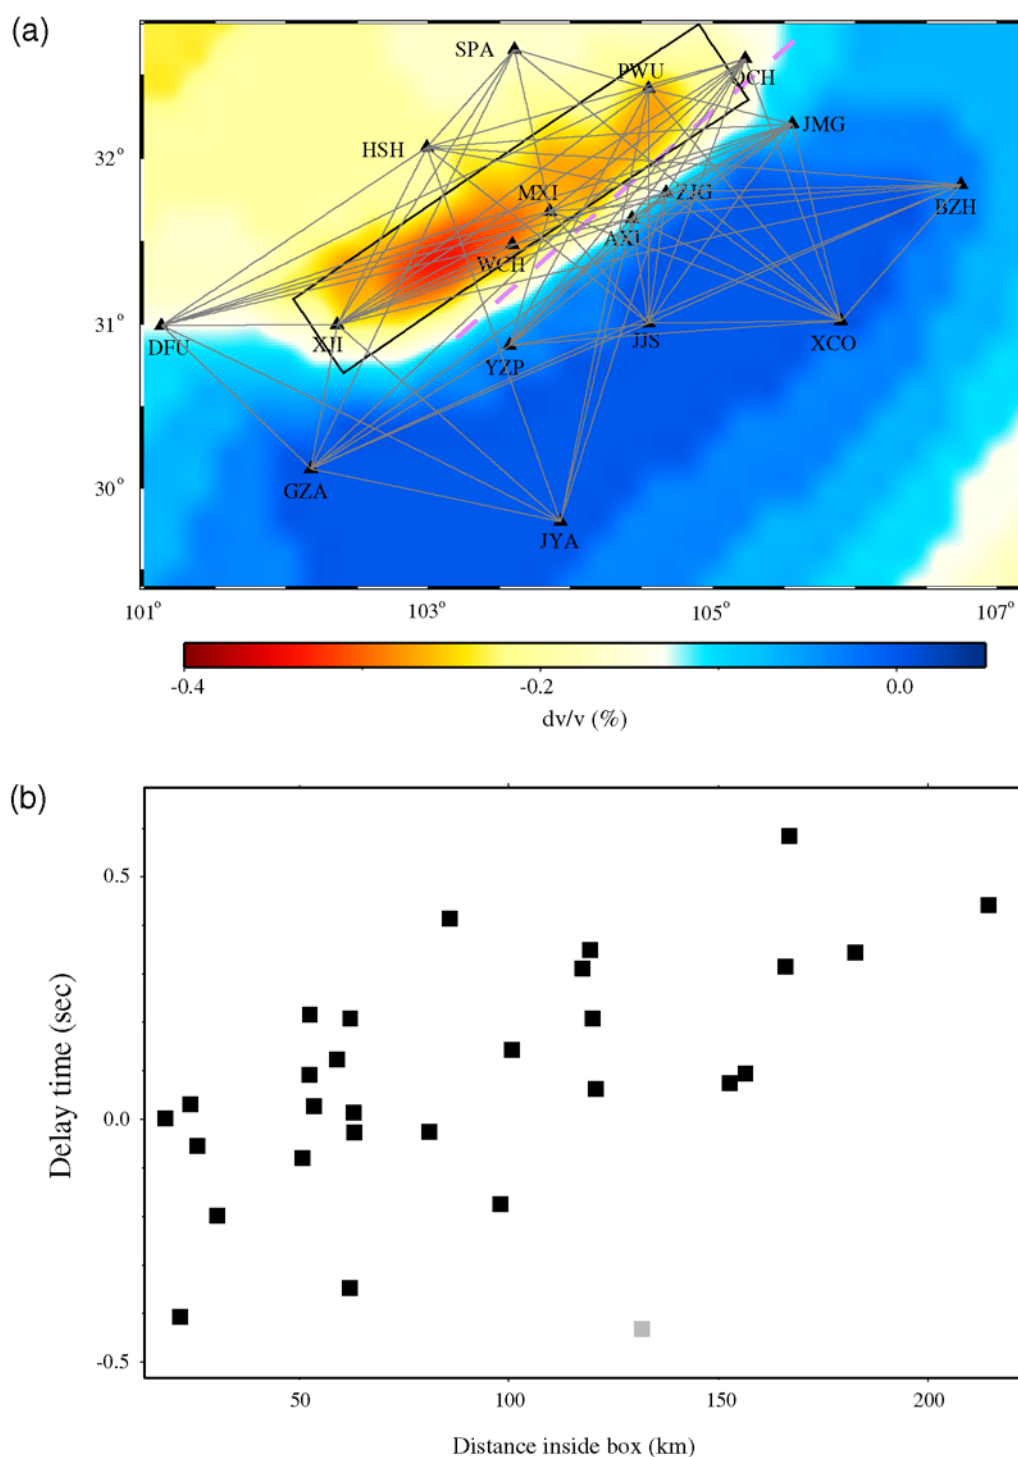 (a)
SPA
PWU
QCH
JMG
32°
HSH
MXI
ZJG
BZH
AXI
WCH
31°
DFU
XJI
YZP
JJS
XCO
30°
GZA
JYA
101° 103° 105° 107°
-0.4 -0.2 0.0
dv/v (%)
(b)
0.5
0.0
-0.5
Delay time (sec)
50 100 150 200
Distance inside box (km)